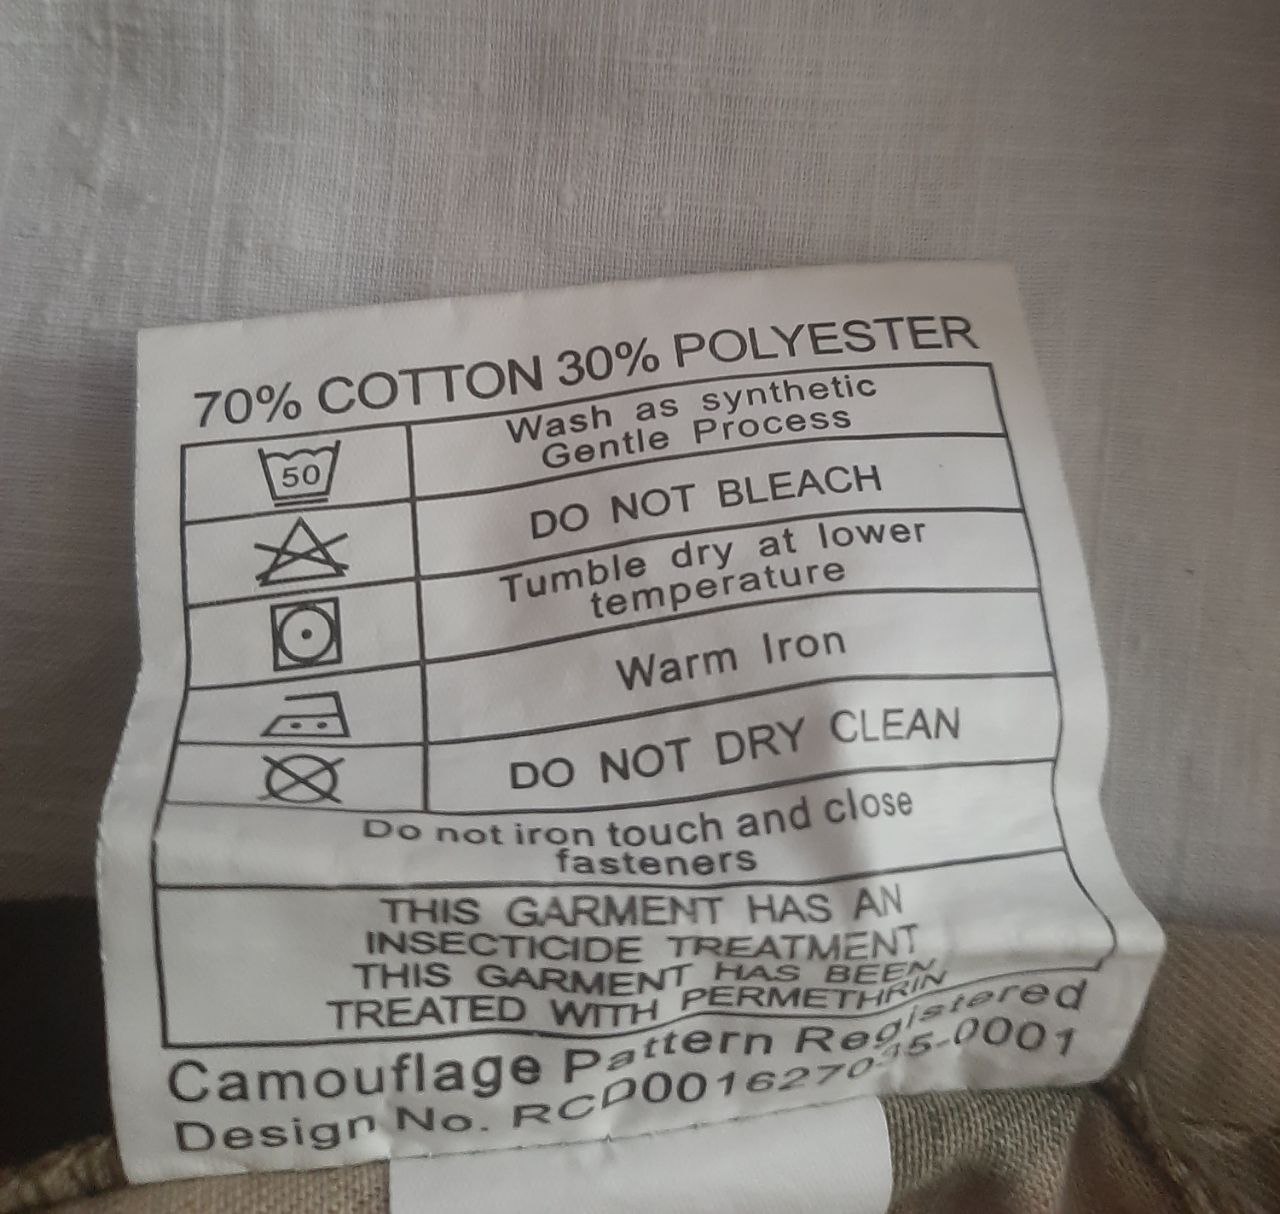 70% COTTON 30% POLYESTER
50
Wash as synthetic
Gentle Process
DO NOT BLEACH
Tumble dry at lower
temperature
Warm Iron
DO NOT DRY CLEAN
Do not iron touch and close
fasteners
THIS GARMENT HAS AN
INSECTICIDE TREATMENT
THIS GARMENT HAS BEEN
TREATED WITH PERMETHRIN
Camouflage Pattern Registered
Design No. RCD001627045-0001